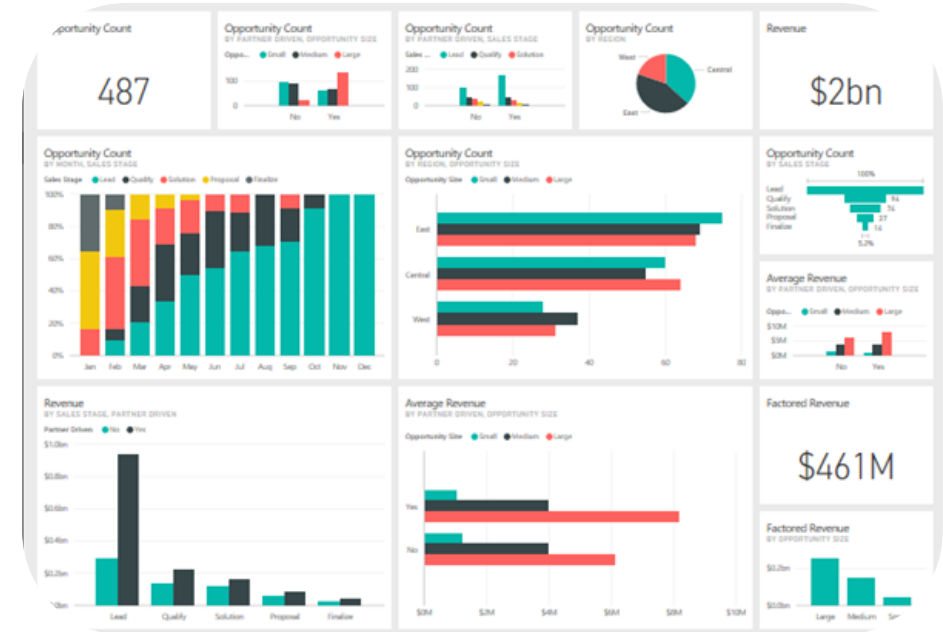 Opportunity Count
487
Opportunity Count
BY PARTNER DRIVEN, OPPORTUNITY SIZE
Oppo... Small Medium Large
100
0
No Yes
Opportunity Count
BY PARTNER DRIVEN, SALES STAGE
Sales ... Lead Qualify Solution
200
100
0
No Yes
Opportunity Count
BY REGION
West
Central
East
Revenue
$2bn
Opportunity Count
BY MONTH, SALES STAGE
Sales Stage Lead Qualify Solution Proposal Finalize
100%
80%
60%
40%
20%
0%
Jan Feb Mar Apr May Jun Jul Aug Sep Oct Nov Dec
Opportunity Count
BY REGION, OPPORTUNITY SIZE
Opportunity Size Small Medium Large
East
Central
West
0 20 40 60 80
Opportunity Count
BY SALES STAGE
100%
Lead
Qualify 94
Solution 76
Proposal 37
Finalize 14
5.2%
Average Revenue
BY PARTNER DRIVEN, OPPORTUNITY SIZE
Oppo... Small Medium Large
$10M
$5M
$0M
No Yes
Revenue
BY SALES STAGE, PARTNER DRIVEN
Partner Driven No Yes
$1.0bn
$0.8bn
$0.6bn
$0.4bn
$0.2bn
Lead Qualify Solution Proposal Finalize
Average Revenue
BY PARTNER DRIVEN, OPPORTUNITY SIZE
Opportunity Size Small Medium Large
Yes
No
$0M $2M $4M $6M $8M $10M
Factored Revenue
$461M
Factored Revenue
BY OPPORTUNITY SIZE
$0.2bn
$0.0bn
Large Medium